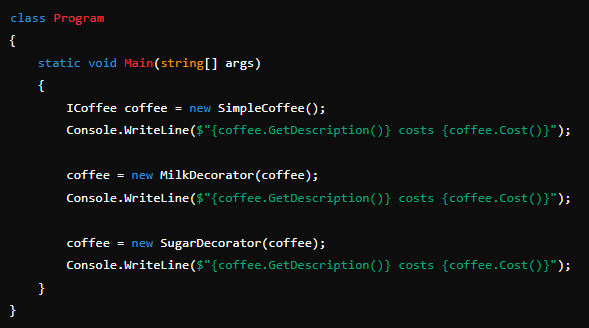 class Program
{
    static void Main(string[] args)
    {
        ICoffee coffee = new SimpleCoffee();
        Console.WriteLine($"{coffee.GetDescription()} costs {coffee.Cost()}");

        coffee = new MilkDecorator(coffee);
        Console.WriteLine($"{coffee.GetDescription()} costs {coffee.Cost()}");

        coffee = new SugarDecorator(coffee);
        Console.WriteLine($"{coffee.GetDescription()} costs {coffee.Cost()}");
    }
}